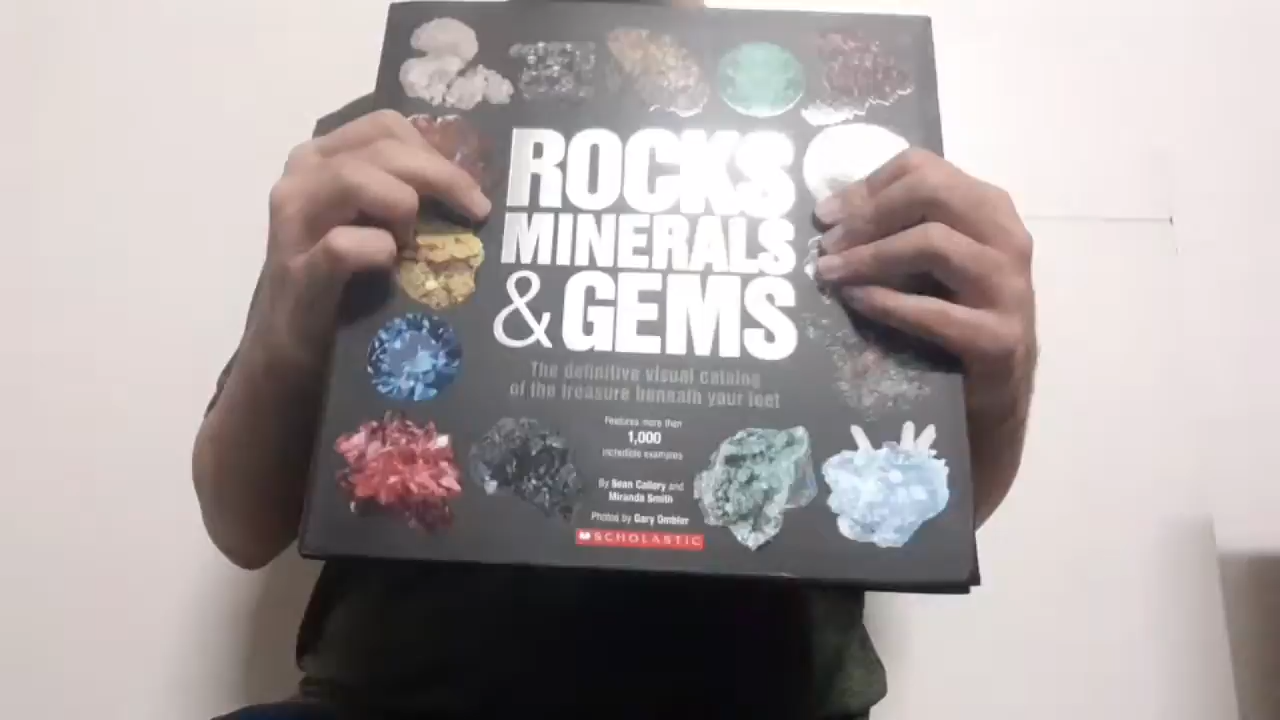 ROCKS
MINERALS
& GEMS
The definitive visual catalog
of the treasure beneath your feet
Features more than
1,000
incredible examples
By Sean Callery and
Miranda Smith
Photos by Gary Ombler
SCHOLASTIC